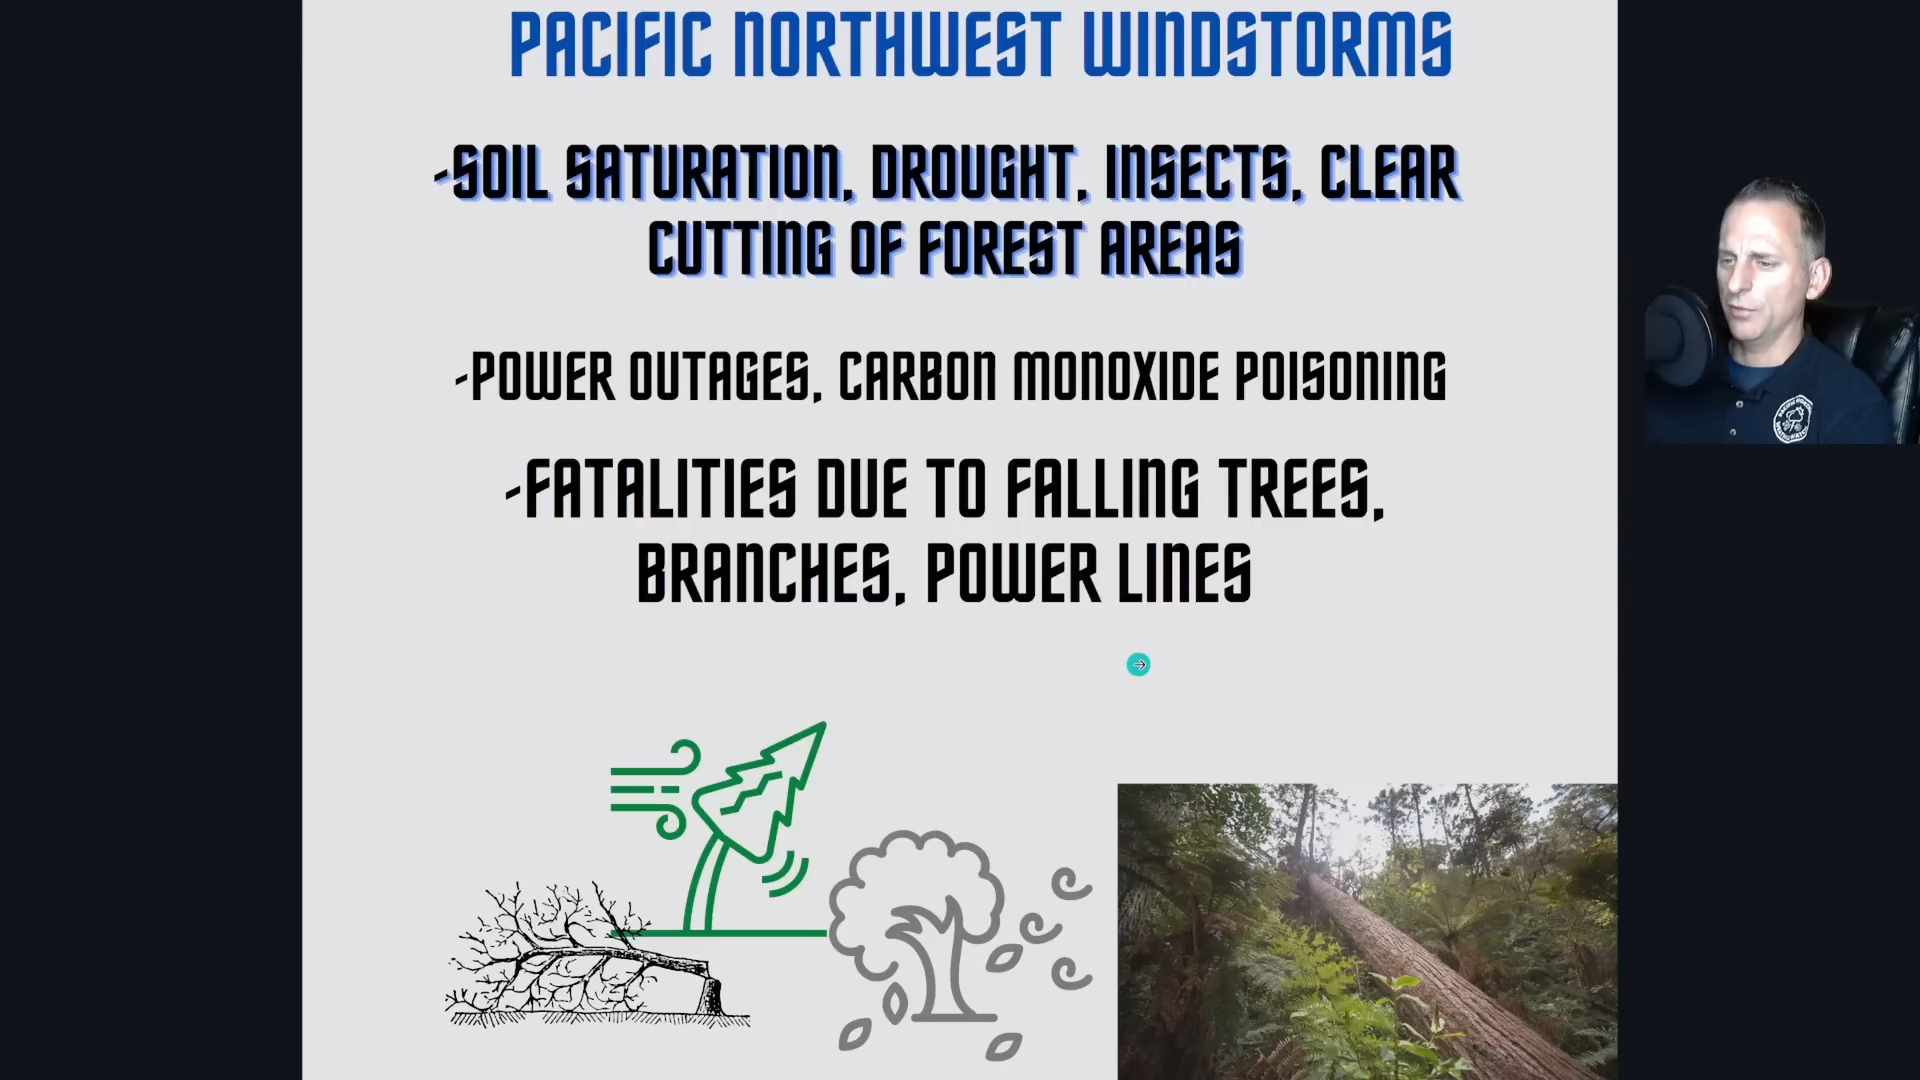 PACIFIC NORTHWEST WINDSTORMS
-SOIL SATURATION, DROUGHT, INSECTS, CLEAR
CUTTING OF FOREST AREAS
-POWER OUTAGES, CARBON MONOXIDE POISONING
-FATALITIES DUE TO FALLING TREES,
BRANCHES, POWER LINES